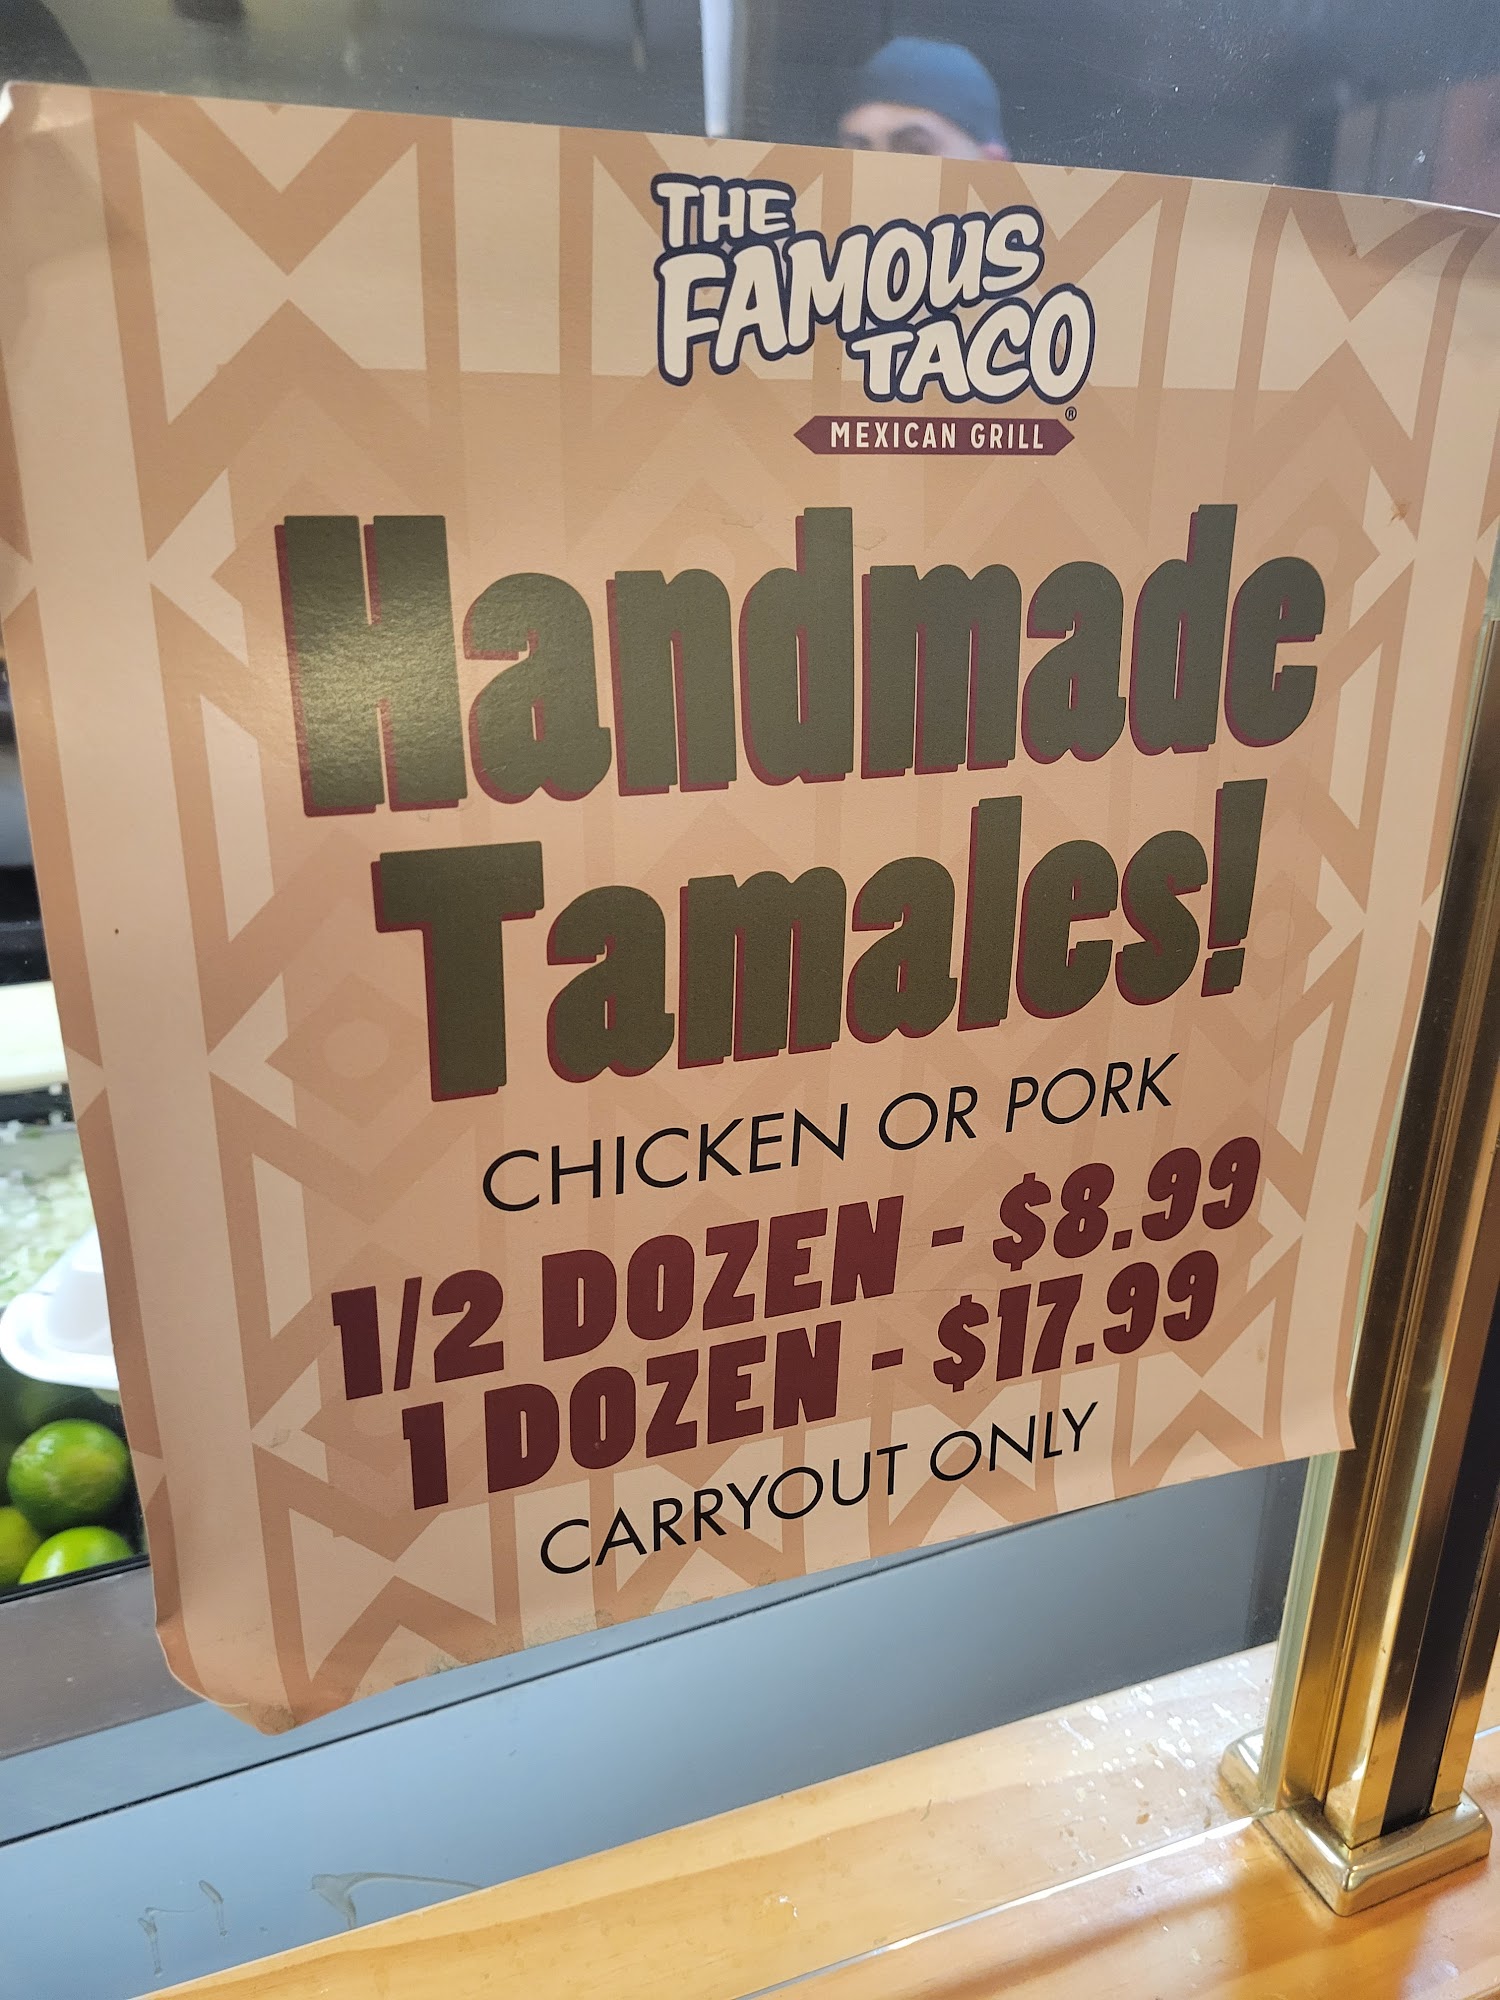 THE
FAMOUS
TACO
®
MEXICAN GRILL
Handmade
Tamales!
CHICKEN OR PORK
1/2 DOZEN - $8.99
1 DOZEN - $17.99
CARRYOUT ONLY